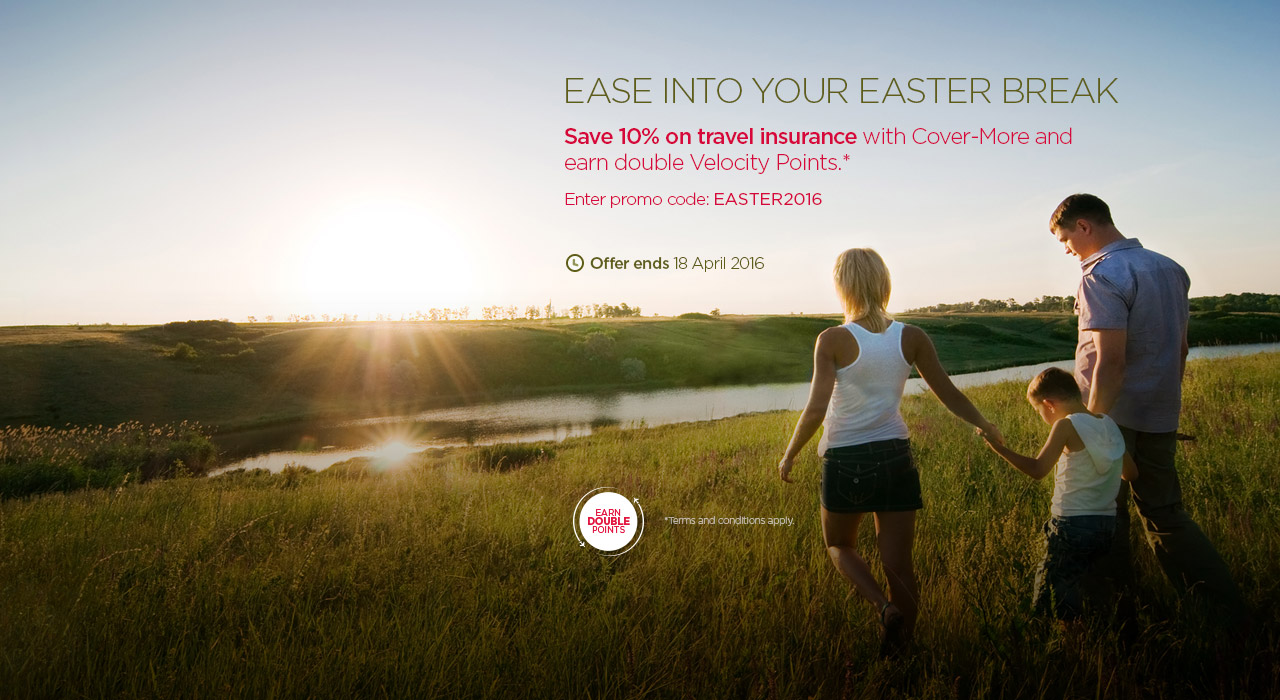 EASE INTO YOUR EASTER BREAK
Save 10% on travel insurance with Cover-More and
earn double Velocity Points.*
Enter promo code: EASTER2016
Offer ends 18 April 2016
EARN
DOUBLE
POINTS
*Terms and conditions apply.